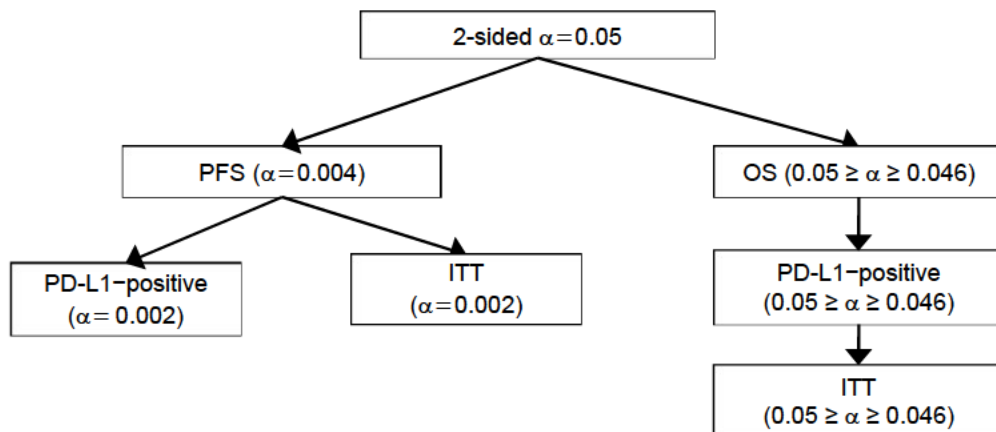 2-sided α=0.05
PFS (α=0.004)
OS (0.05 ≥ α ≥ 0.046)
PD-L1−positive
(α= 0.002)
ITT
(α=0.002)
PD-L1−positive
(0.05 ≥ α ≥ 0.046)
ITT
(0.05 ≥ α ≥ 0.046)